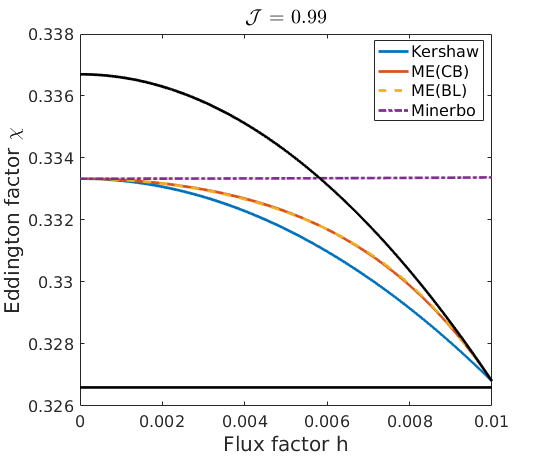 𝒥 = 0.99
Eddington factor χ
0.338
0.336
0.334
0.332
0.33
0.328
0.326
Kershaw
ME(CB)
ME(BL)
Minerbo
0
0.002
0.004
0.006
0.008
0.01
Flux factor h